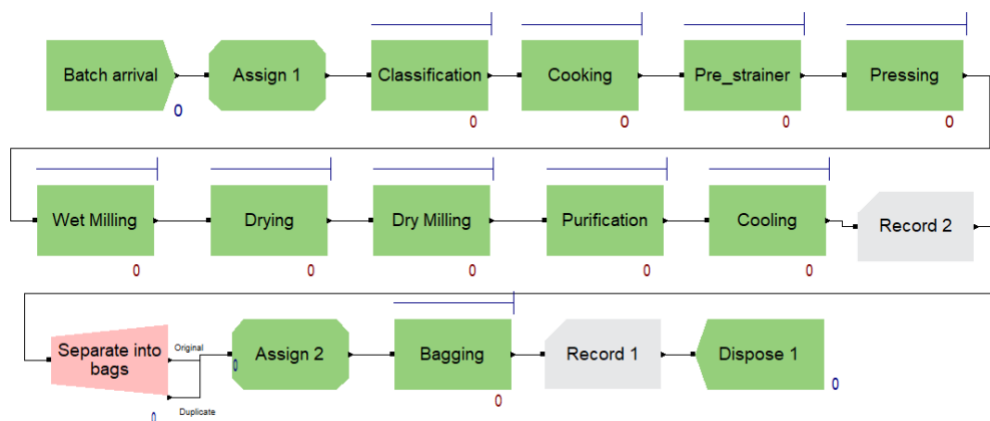 Batch arrival
Assign 1
Classification
Cooking
Pre_strainer
Pressing
0
0
0
0
0
Wet Milling
Drying
Dry Milling
Purification
Cooling
Record 2
0
0
0
0
0
Separate into
bags
Original
Duplicate
0
0
Assign 2
Bagging
Record 1
Dispose 1
0
0